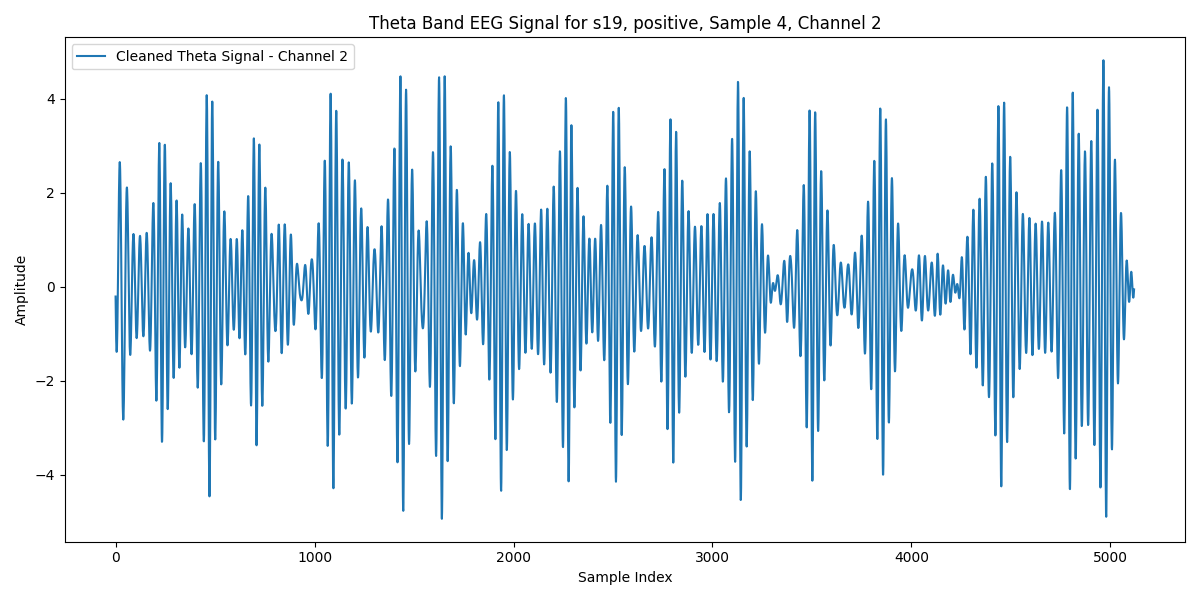 Theta Band EEG Signal for s19, positive, Sample 4, Channel 2
Cleaned Theta Signal - Channel 2
Amplitude
4
2
0
−2
−4
0 1000 2000 3000 4000 5000
Sample Index